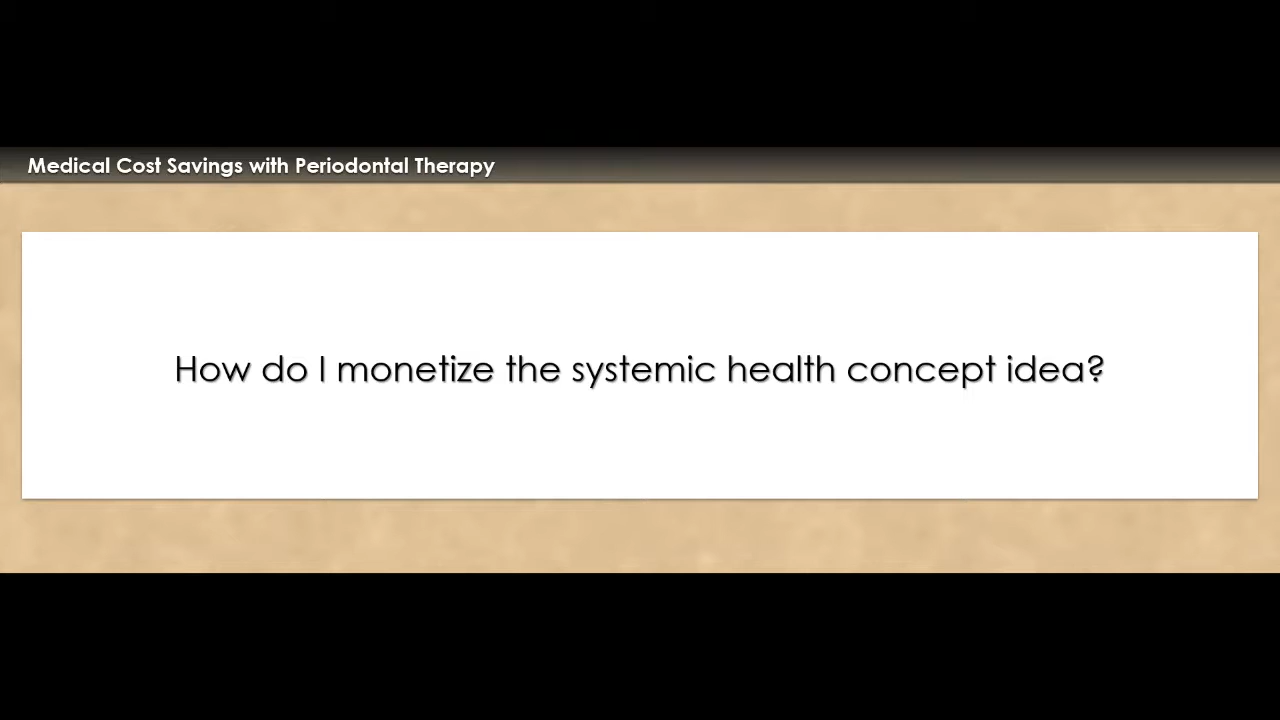 Medical Cost Savings with Periodontal Therapy
How do I monetize the systemic health concept idea?